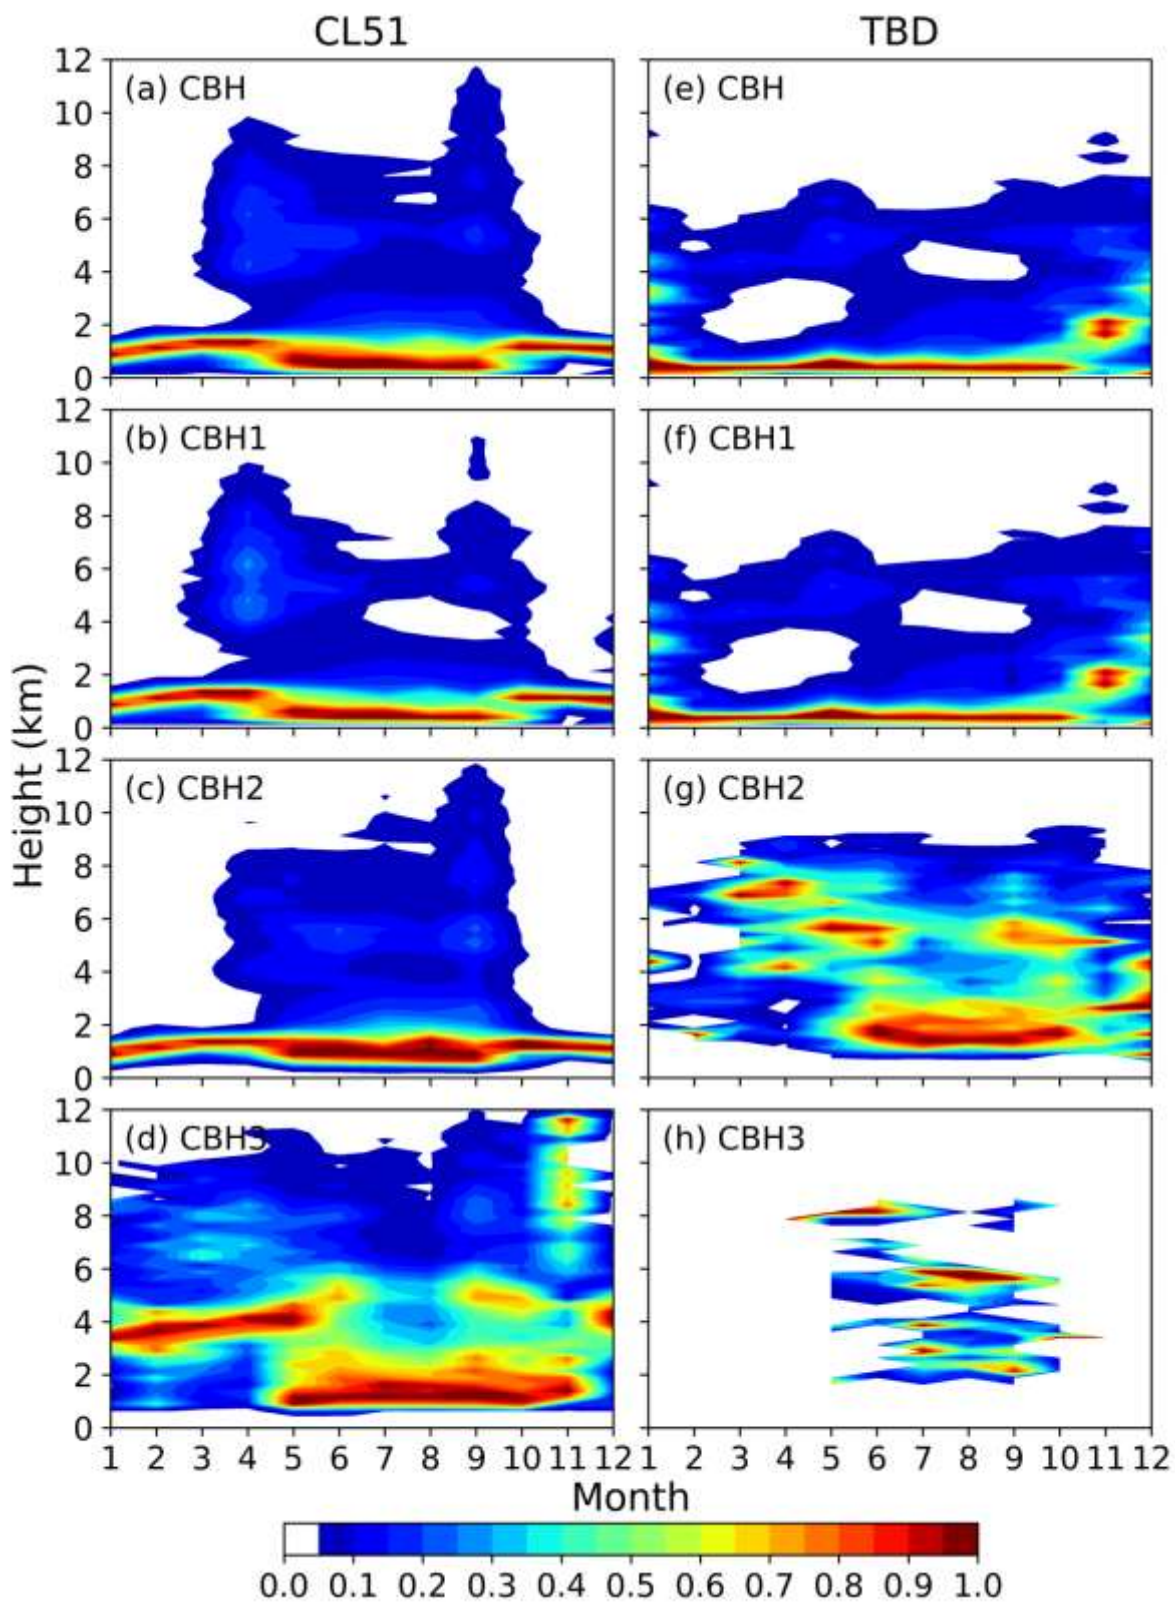 CL51 TBD
12
10
8
6
4
2
0
(a) CBH
(e) CBH
12
10
8
6
4
2
0
(b) CBH1
(f) CBH1
12
10
8
6
4
2
0
(c) CBH2
(g) CBH2
12
10
8
6
4
2
0
(d) CBH3
(h) CBH3
Height (km)
1 2 3 4 5 6 7 8 9 10 11 12
1 2 3 4 5 6 7 8 9 10 11 12
Month
0.0 0.1 0.2 0.3 0.4 0.5 0.6 0.7 0.8 0.9 1.0